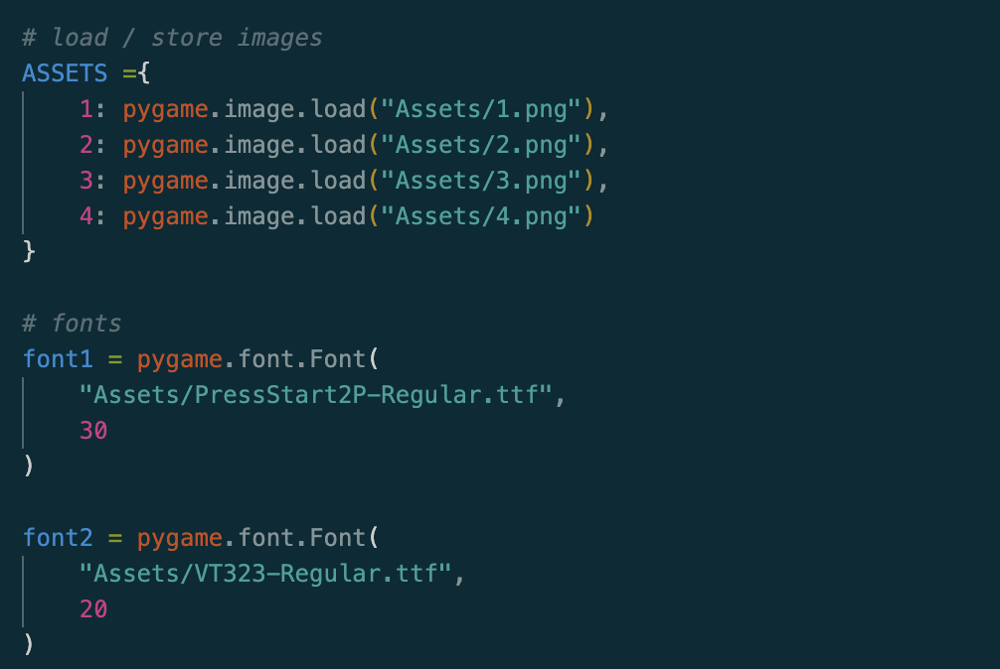 # load / store images
ASSETS ={
    1: pygame.image.load("Assets/1.png"),
    2: pygame.image.load("Assets/2.png"),
    3: pygame.image.load("Assets/3.png"),
    4: pygame.image.load("Assets/4.png")
}

# fonts
font1 = pygame.font.Font(
    "Assets/PressStart2P-Regular.ttf",
    30
)

font2 = pygame.font.Font(
    "Assets/VT323-Regular.ttf",
    20
)